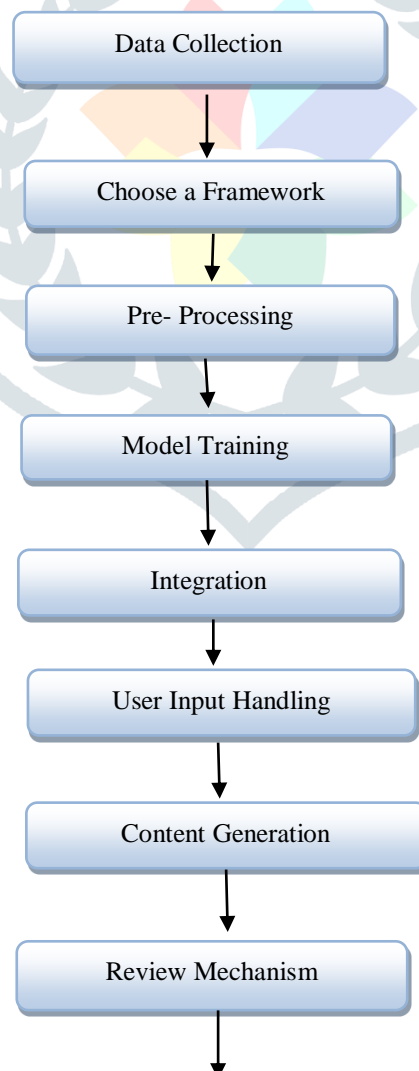 Data Collection
Choose a Framework
Pre- Processing
Model Training
Integration
User Input Handling
Content Generation
Review Mechanism